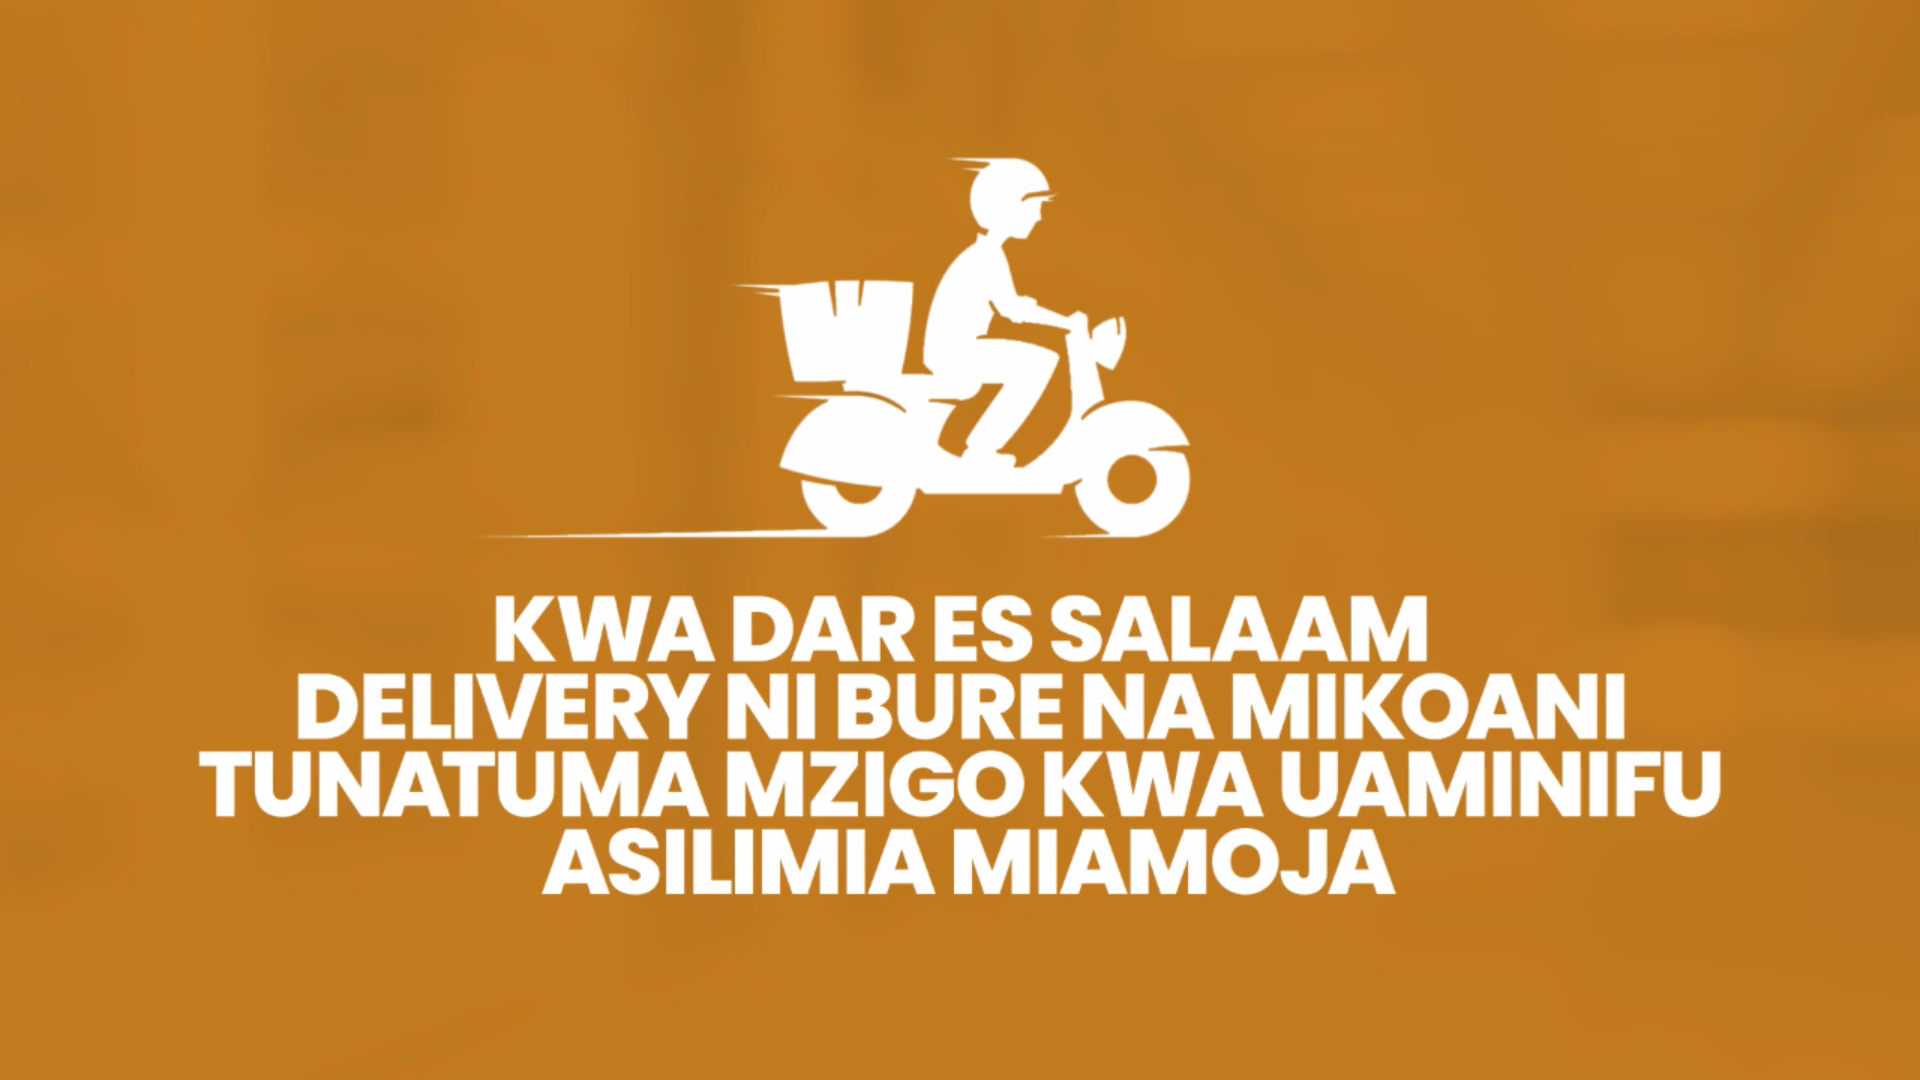 KWA DAR ES SALAAM
DELIVERY NI BURE NA MIKOANI
TUNATUMA MZIGO KWA UAMINIFU
ASILIMIA MIAMOJA